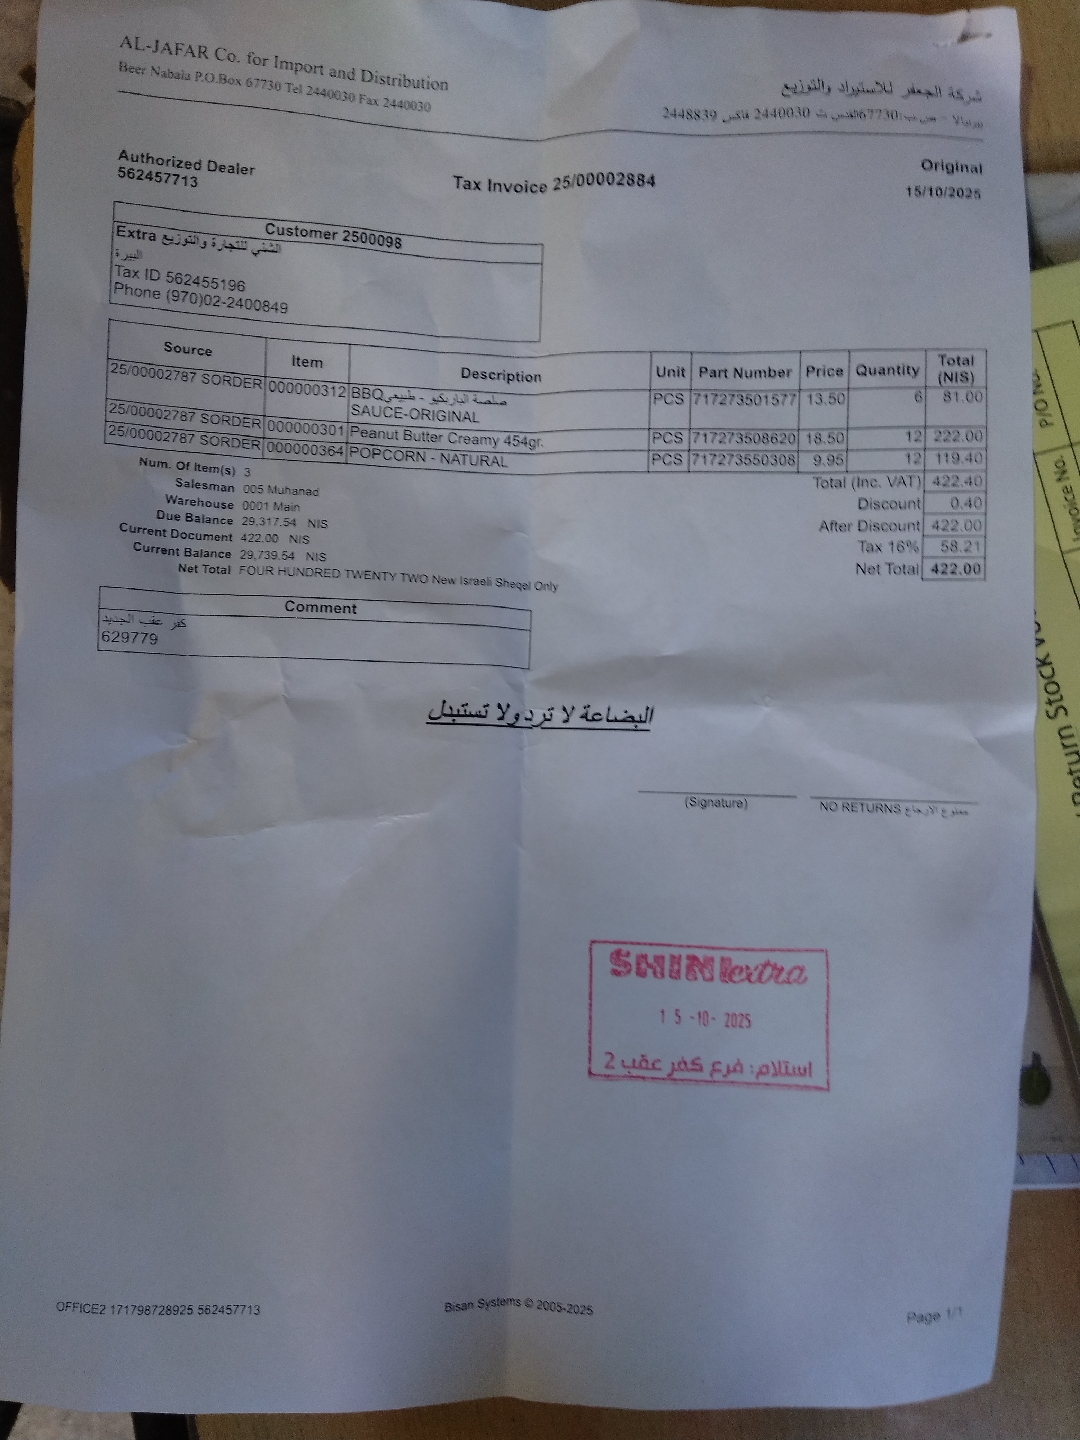 AL-JAFAR Co. for Import and Distribution
Beer Nabala P.O.Box 67730 Tel 2440030 Fax 2440030
شركة الجعفر للاستيراد والتوزيع
بيرنبالا - ص.ب:67730القدس ت 2440030 فاكس 2448839
Authorized Dealer
562457713
Tax Invoice 25/00002884
Original
15/10/2025
Customer 2500098
Extra الشني للتجارة والتوزيع
البيرة
Tax ID 562455196
Phone (970)02-2400849
Source Item Description Unit Part Number Price Quantity Total (NIS)
25/00002787 SORDER 000000312 BBQصلصة الباربكيو - طبيعي SAUCE-ORIGINAL PCS 717273501577 13.50 6 81.00
25/00002787 SORDER 000000301 Peanut Butter Creamy 454gr. PCS 717273508620 18.50 12 222.00
25/00002787 SORDER 000000364 POPCORN - NATURAL PCS 717273550308 9.95 12 119.40
Num. Of Item(s) 3
Salesman 005 Muhanad
Warehouse 0001 Main
Due Balance 29,317.54 NIS
Current Document 422.00 NIS
Current Balance 29,739.54 NIS
Net Total FOUR HUNDRED TWENTY TWO New Israeli Sheqel Only
Total (Inc. VAT) 422.40
Discount 0.40
After Discount 422.00
Tax 16% 58.21
Net Total 422.00
Comment
كفر عقب الجديد
629779
البضاعة لا ترد ولا تستبدل
(Signature)
NO RETURNS ممنوع الارجاع
SHINI extra
15-10-2025
استلام: فرع كفر عقب 2
OFFICE2 171798728925 562457713
Bisan Systems © 2005-2025
Page 1/1
P/O No.
Invoice No.
Return Stock